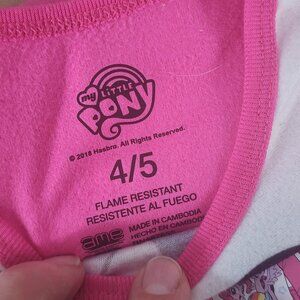 my LITTLE
PONY
© 2018 Hasbro. All Rights Reserved.
4/5
FLAME RESISTANT
RESISTENTE AL FUEGO
ame
MADE IN CAMBODIA
HECHO EN CAMBOYA